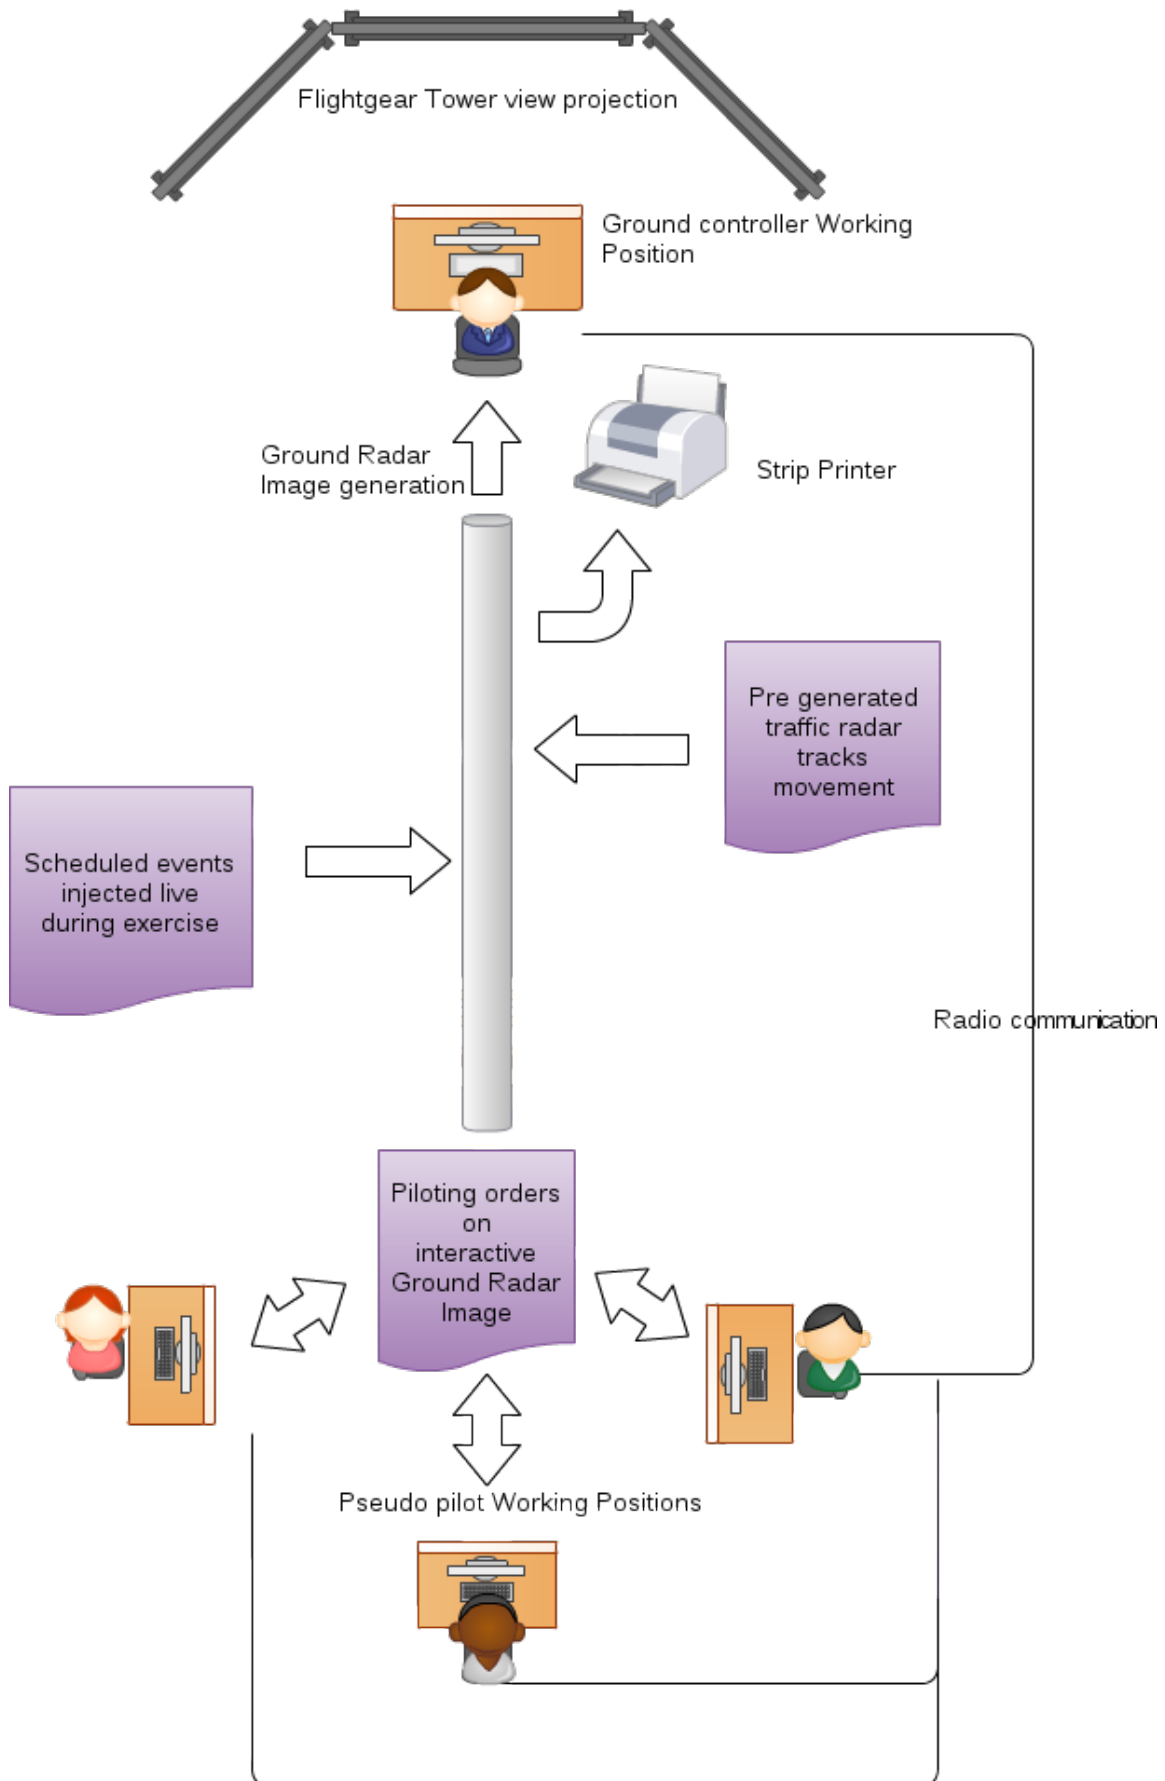 Flightgear Tower view projection
Ground controller Working
Position
Ground Radar
Image generation
Strip Printer
Pre generated
traffic radar
tracks
movement
Scheduled events
injected live
during exercise
Radio communication
Piloting orders
on
interactive
Ground Radar
Image
Pseudo pilot Working Positions